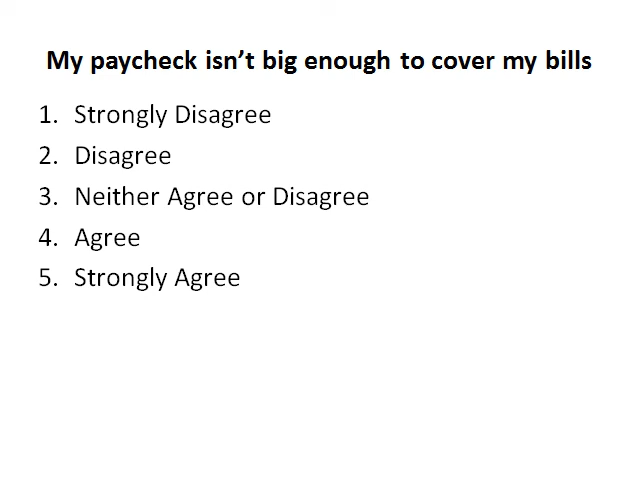 My paycheck isn’t big enough to cover my bills
1. Strongly Disagree
2. Disagree
3. Neither Agree or Disagree
4. Agree
5. Strongly Agree